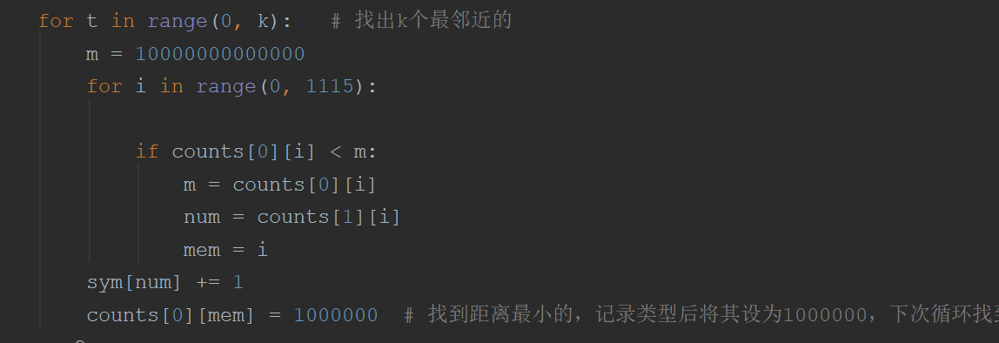 for t in range(0, k):   # 找出k个最邻近的
    m = 10000000000000
    for i in range(0, 1115):
        if counts[0][i] < m:
            m = counts[0][i]
            num = counts[1][i]
            mem = i
    sym[num] += 1
    counts[0][mem] = 1000000  # 找到距离最小的，记录类型后将其设为1000000，下次循环找